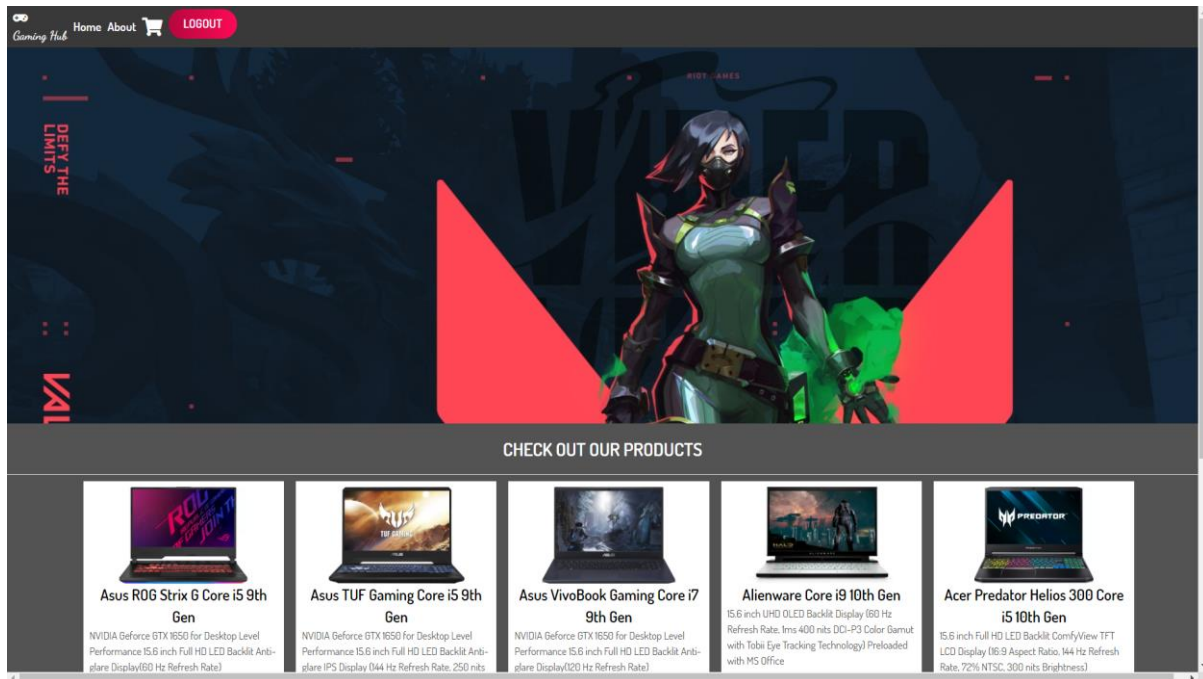 Gaming Hub
Home About
LOGOUT
RIOT GAMES
DEFY THE
LIMITS
VIPER
CHECK OUT OUR PRODUCTS
ROG
JOIN TH
TUF GAMING
PREDATOR
Asus ROG Strix G Core i5 9th
Gen
NVIDIA Geforce GTX 1650 for Desktop Level
Performance 15.6 inch Full HD LED Backlit Anti-
glare Display(60 Hz Refresh Rate)
Asus TUF Gaming Core i5 9th
Gen
NVIDIA Geforce GTX 1650 for Desktop Level
Performance 15.6 inch Full HD LED Backlit Anti-
glare IPS Display (144 Hz Refresh Rate, 250 nits
Asus VivoBook Gaming Core i7
9th Gen
NVIDIA Geforce GTX 1650 for Desktop Level
Performance 15.6 inch Full HD LED Backlit Anti-
glare Display(120 Hz Refresh Rate)
Alienware Core i9 10th Gen
15.6 inch UHD OLED Backlit Display (60 Hz
Refresh Rate, 1ms 400 nits DCI-P3 Color Gamut
with Tobii Eye Tracking Technology) Preloaded
with MS Office
Acer Predator Helios 300 Core
i5 10th Gen
15.6 inch Full HD LED Backlit ComfyView TFT
LCD Display (16:9 Aspect Ratio, 144 Hz Refresh
Rate, 72% NTSC, 300 nits Brightness)